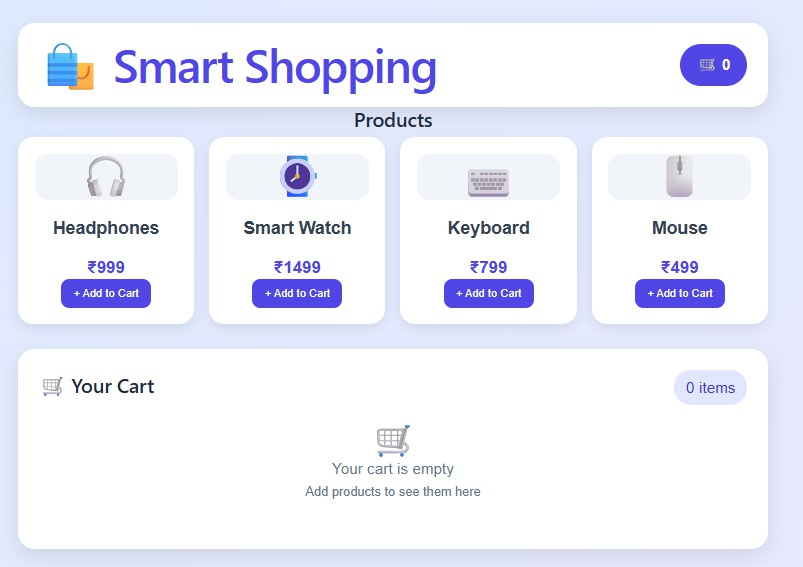 Smart Shopping
0
Products
Headphones
Smart Watch
Keyboard
Mouse
₹999
₹1499
₹799
₹499
+ Add to Cart
+ Add to Cart
+ Add to Cart
+ Add to Cart
Your Cart
0 items
Your cart is empty
Add products to see them here